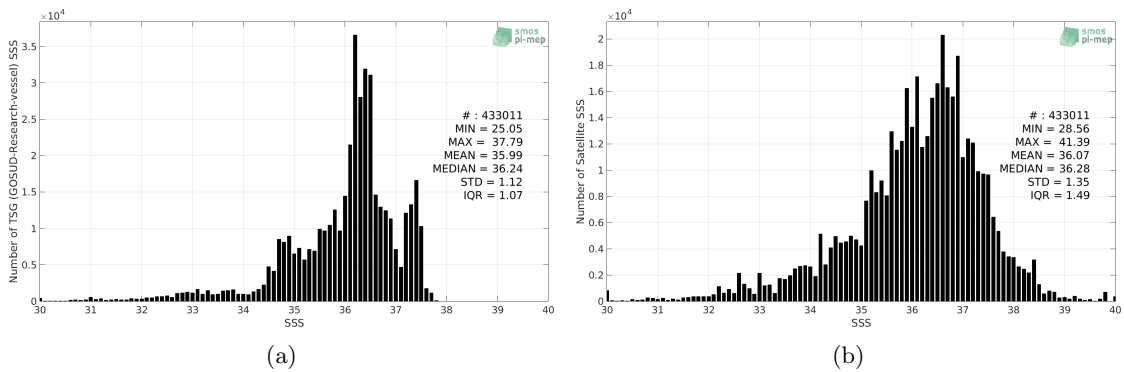 ×10⁴
smos
pi-mep
Number of TSG (GOSUD-Research-vessel) SSS
3.5
3
2.5
2
1.5
1
0.5
0
# : 433011
MIN = 25.05
MAX = 37.79
MEAN = 35.99
MEDIAN = 36.24
STD = 1.12
IQR = 1.07
30 31 32 33 34 35 36 37 38 39 40
SSS
(a)
×10⁴
smos
pi-mep
Number of Satellite SSS
2
1.8
1.6
1.4
1.2
1
0.8
0.6
0.4
0.2
0
# : 433011
MIN = 28.56
MAX = 41.39
MEAN = 36.07
MEDIAN = 36.28
STD = 1.35
IQR = 1.49
30 31 32 33 34 35 36 37 38 39 40
SSS
(b)